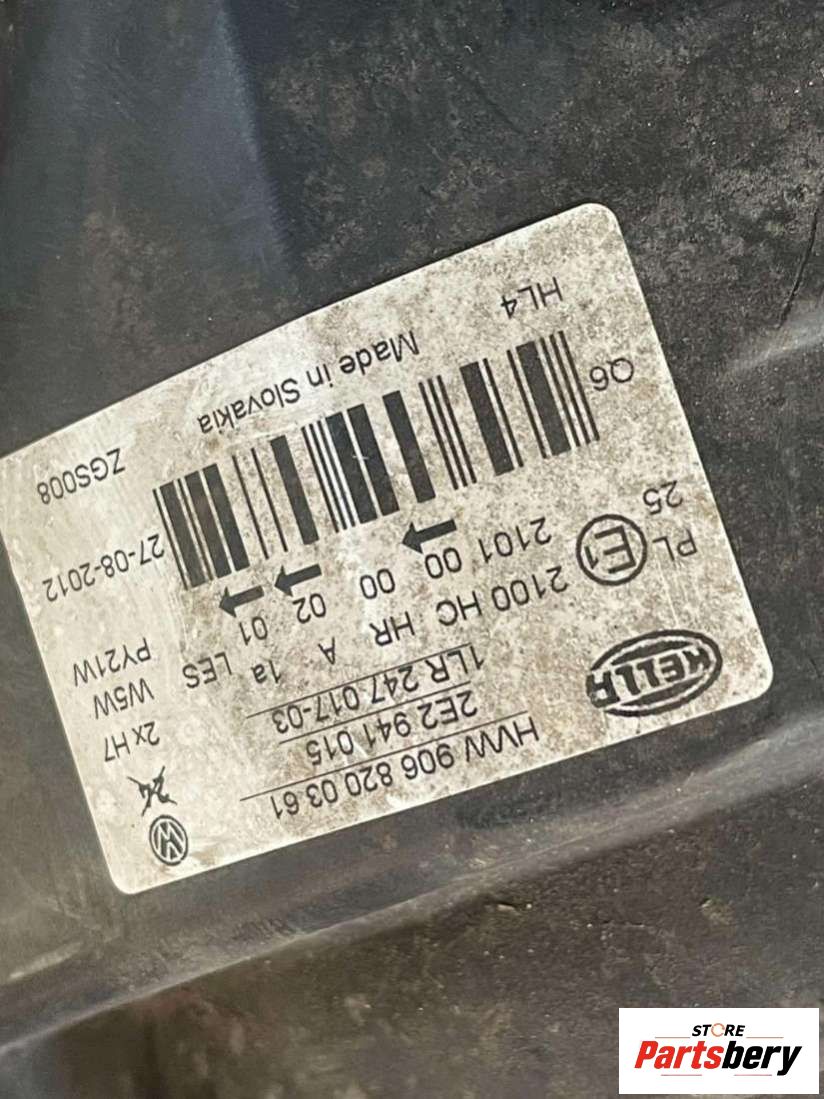 HVW 906 820 03 61
2E2 941 015
1LR 247 017-03
HELLA
2x H7
W5W
PY21W
HC HR A 1a LES
PL E1 2100 00 02 01
25 2101 00
27-08-2012
Q6
ZGS008
Made in Slovakia
HL4
STORE
Partsbery